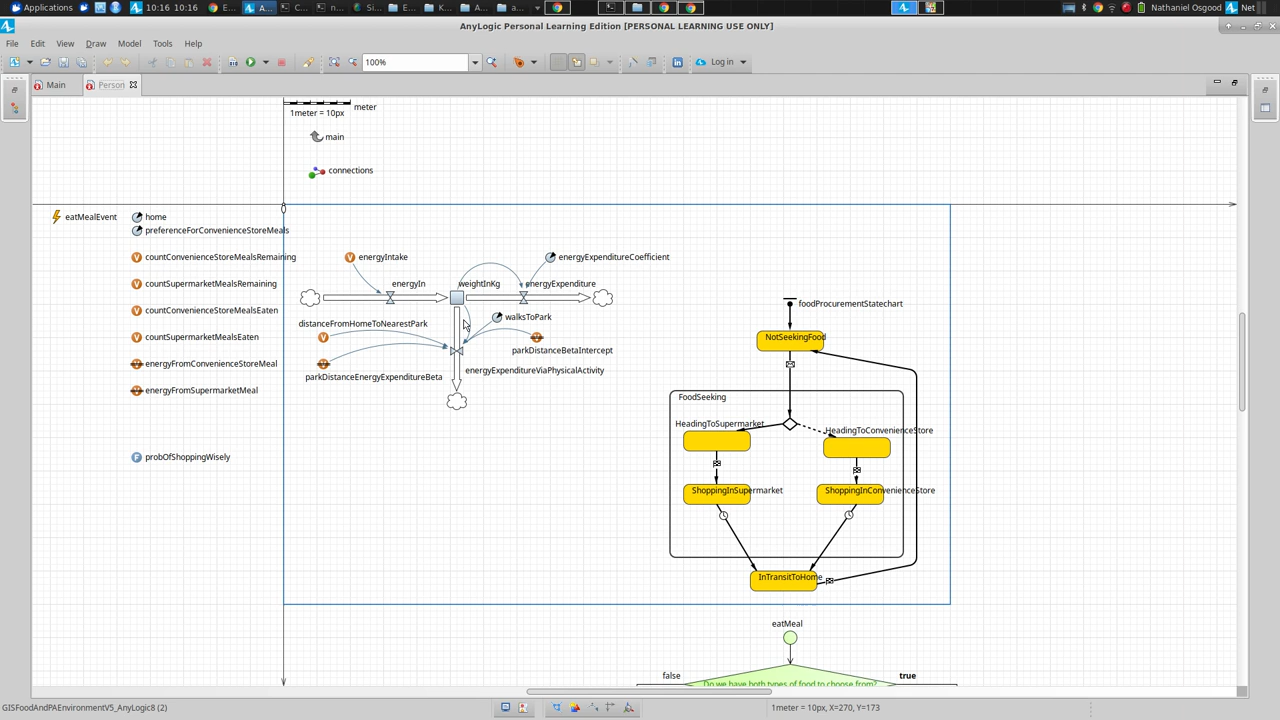 Applications
10:16 10:16
E...
A...
C...
n...
Si...
E...
K...
A...
a...
Nathaniel Osgood
Net
AnyLogic Personal Learning Edition [PERSONAL LEARNING USE ONLY]
File Edit View Draw Model Tools Help
100%
Log in
Main
Person
1meter = 10px
meter
main
connections
eatMealEvent
home
preferenceForConvenienceStoreMeals
countConvenienceStoreMealsRemaining
countSupermarketMealsRemaining
countConvenienceStoreMealsEaten
countSupermarketMealsEaten
energyFromConvenienceStoreMeal
energyFromSupermarketMeal
probOfShoppingWisely
energyIntake
energyExpenditureCoefficient
energyIn
weightInKg
energyExpenditure
walksToPark
distanceFromHomeToNearestPark
parkDistanceBetaIntercept
energyExpenditureViaPhysicalActivity
parkDistanceEnergyExpenditureBeta
foodProcurementStatechart
NotSeekingFood
FoodSeeking
HeadingToSupermarket
HeadingToConvenienceStore
ShoppingInSupermarket
ShoppingInConvenienceStore
InTransitToHome
eatMeal
false
true
Do we have both types of food to choose from?
GISFoodAndPAEnvironmentV5_AnyLogic8 (2)
1meter = 10px, X=270, Y=173